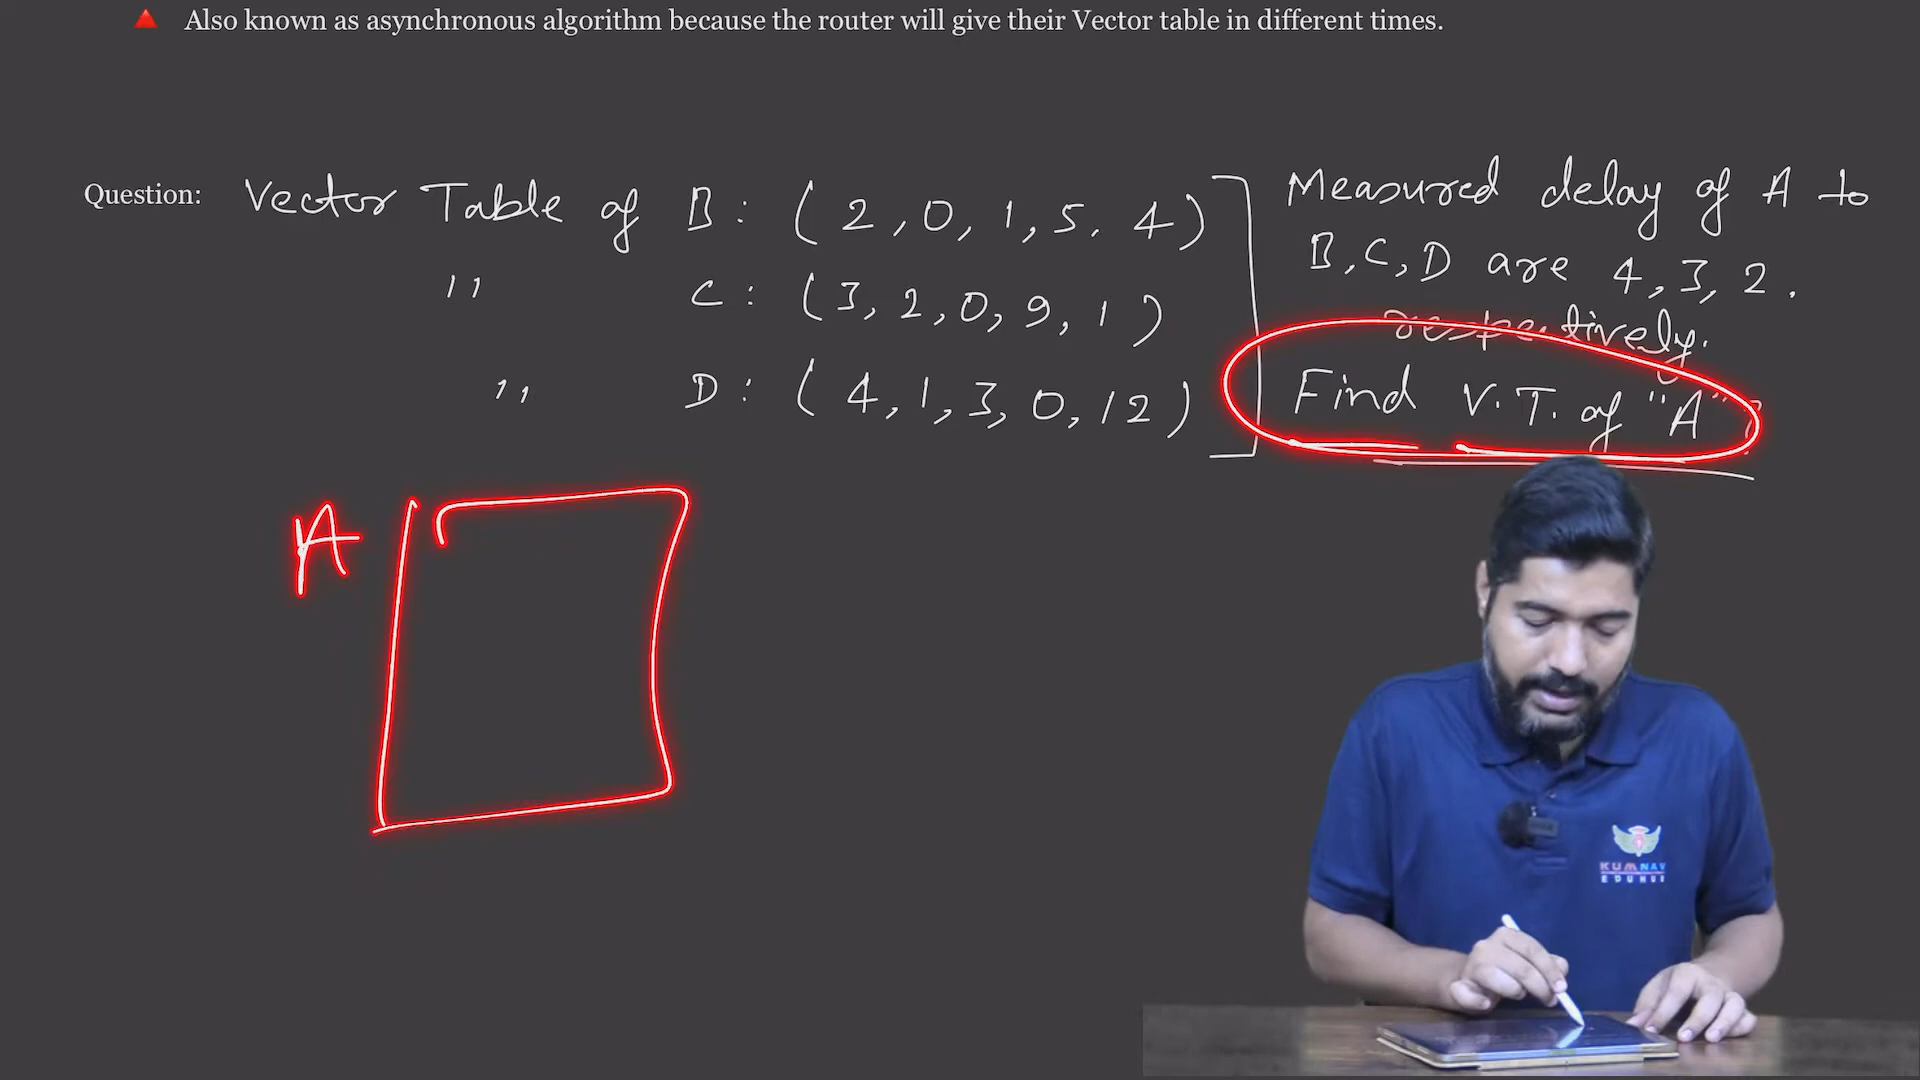 Also known as asynchronous algorithm because the router will give their Vector table in different times.
Question: Vector Table of B : ( 2 , 0 , 1 , 5 . 4 )
" C : ( 3 , 2 , 0 , 9 , 1 )
" D : ( 4 , 1 , 3 , 0 , 12 )
Measured delay of A to
B , C , D are 4 , 3 , 2 .
respectively.
Find V. T. of "A" ?
A
KUMNAV
EDUHUB